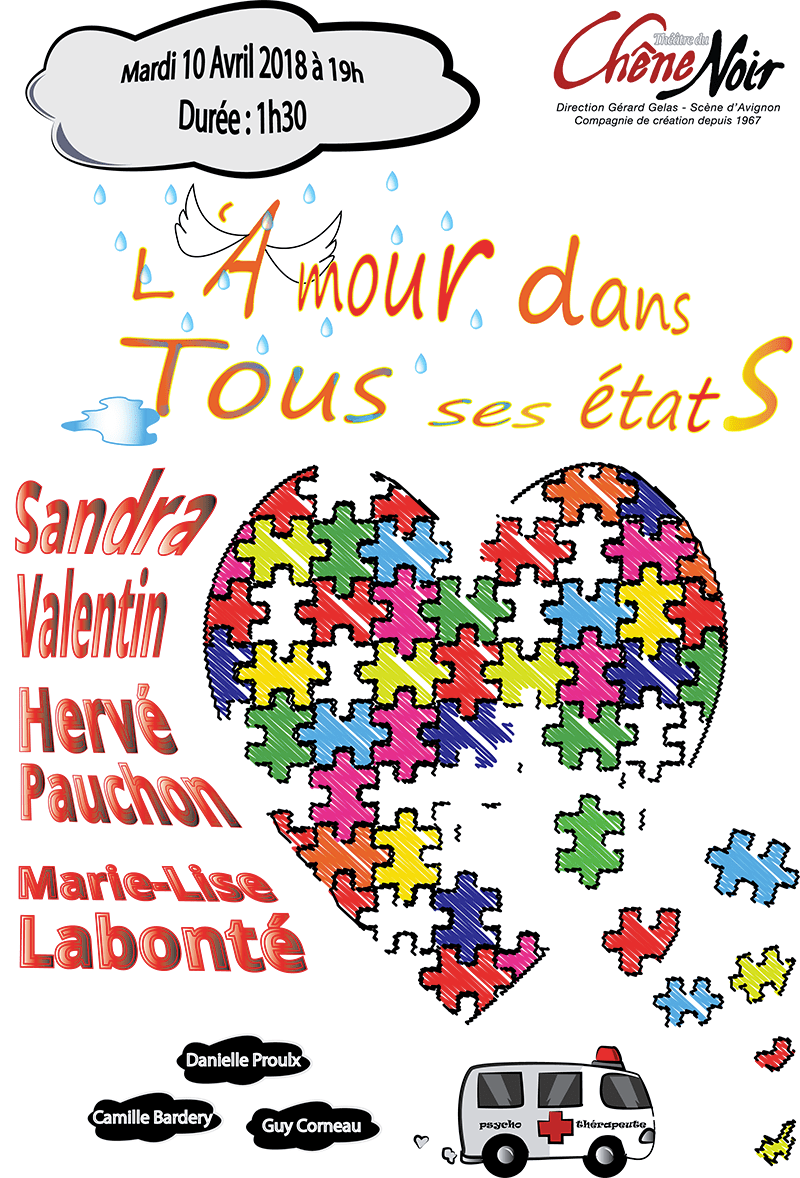 Mardi 10 Avril 2018 à 19h
Durée : 1h30
Théâtre du
Chêne Noir
Direction Gérard Gelas - Scène d'Avignon
Compagnie de création depuis 1967
L'Amour dans
Tous ses états
Sandra
Valentin
Hervé
Pauchon
Marie-Lise
Labonté
Danielle Proulx
Camille Bardery
Guy Corneau
psycho thérapeute